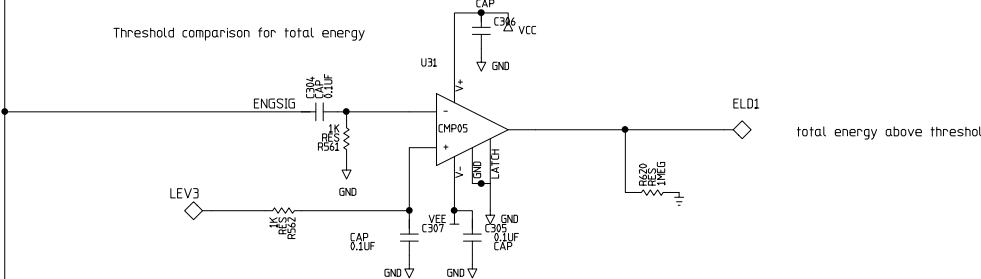 CAP
C306
VCC
Threshold comparison for total energy
U31
GND
V+
C304
CAP
0.1UF
ENGSIG
ELD1
-
CMP05
total energy above threshol
1K
RES
R561
+
GND
LATCH
V-
R620
RES
1MEG
GND
LEV3
1K
RES
R562
VEE
GND
C307
C305
CAP
0.1UF
0.1UF
CAP
GND
GND